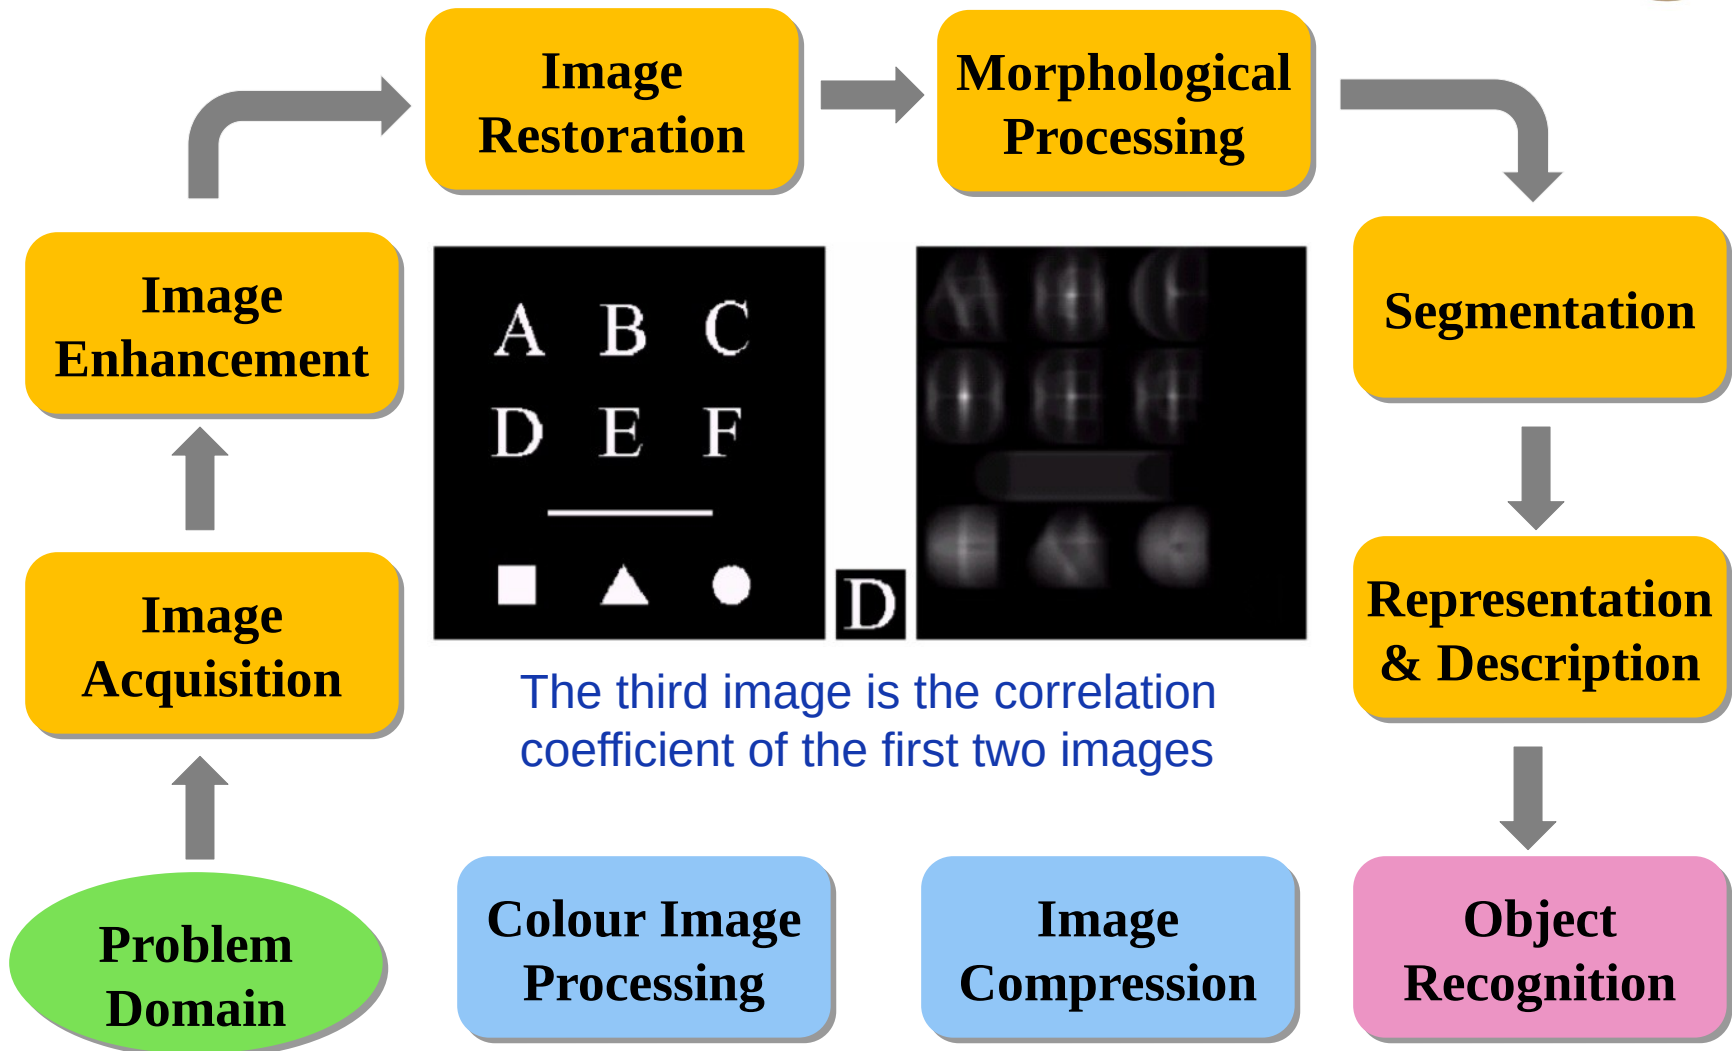 Image
Restoration
Morphological
Processing
Image
Enhancement
Segmentation
A B C
D E F
D
Image
Acquisition
Representation
& Description
The third image is the correlation
coefficient of the first two images
Problem
Domain
Colour Image
Processing
Image
Compression
Object
Recognition